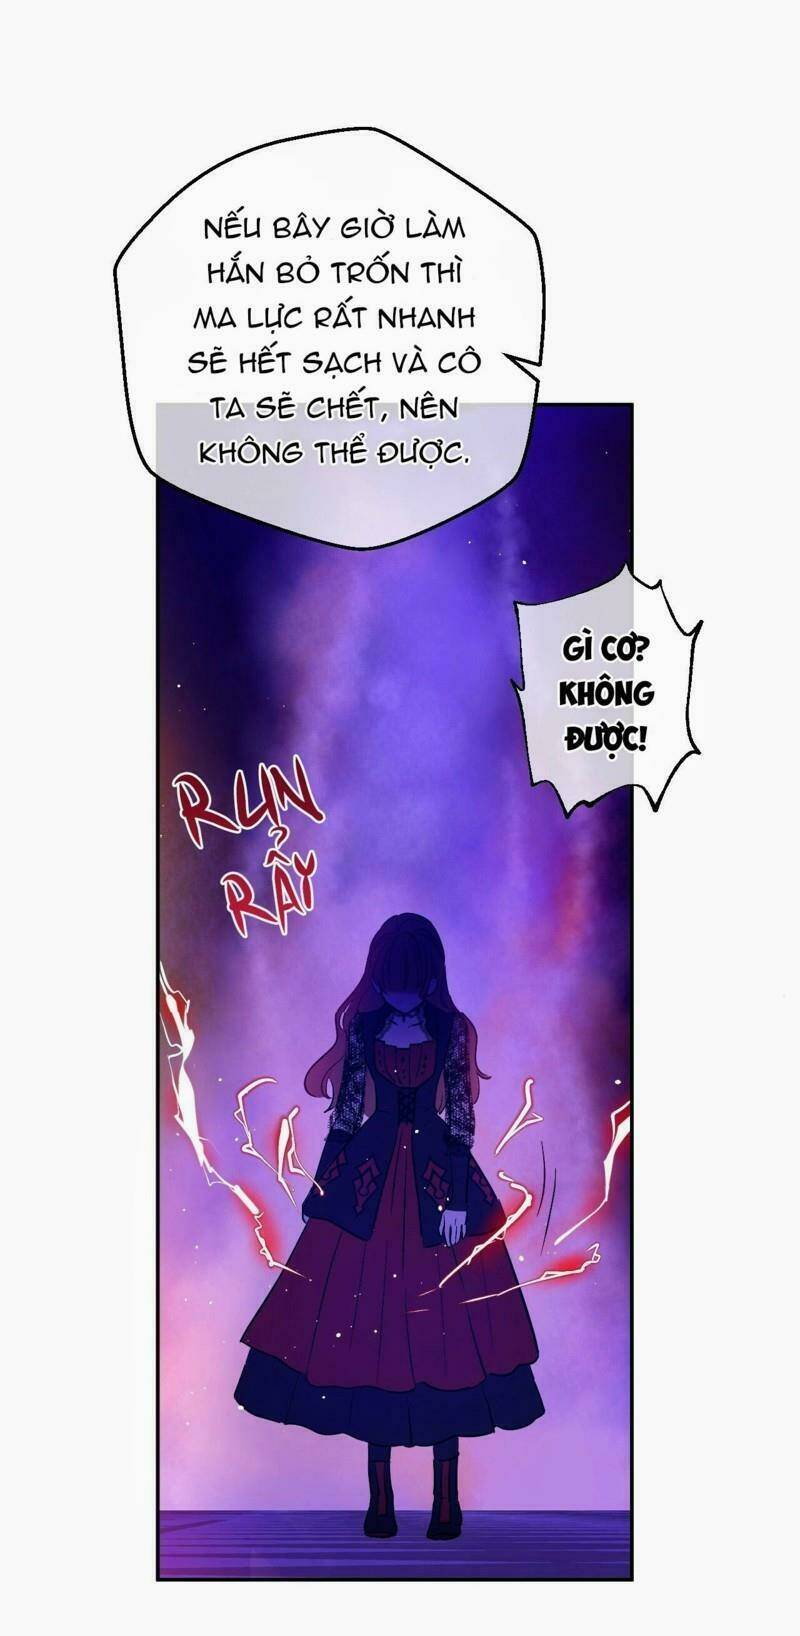 NẾU BÂY GIỜ LÀM
HẮN BỎ TRỐN THÌ
MA LỰC RẤT NHANH
SẼ HẾT SẠCH VÀ CÔ
TA SẼ CHẾT, NÊN
KHÔNG THỂ ĐƯỢC.
GÌ CƠ?
KHÔNG
ĐƯỢC!
RUN
RẨY